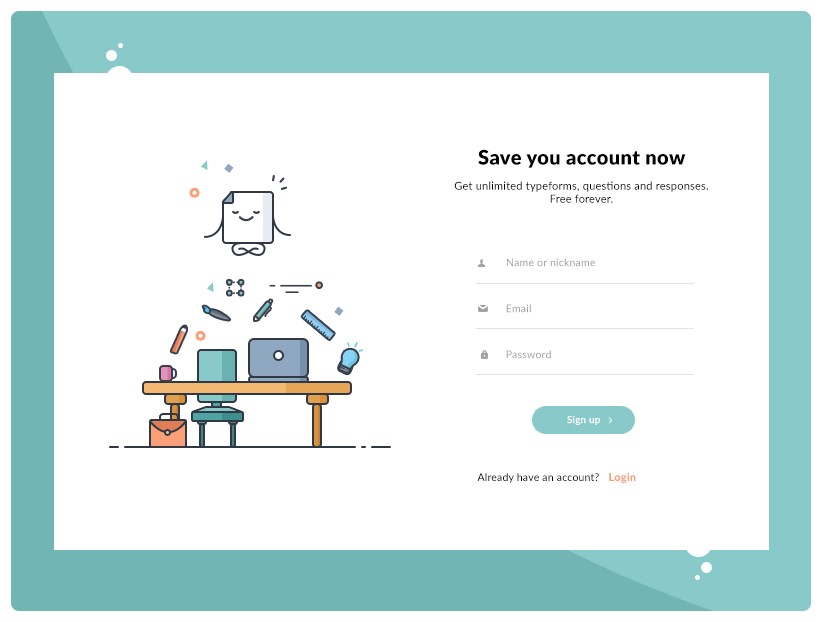 Save you account now
Get unlimited typeforms, questions and responses.
Free forever.
Name or nickname
Email
Password
Sign up
Already have an account? Login